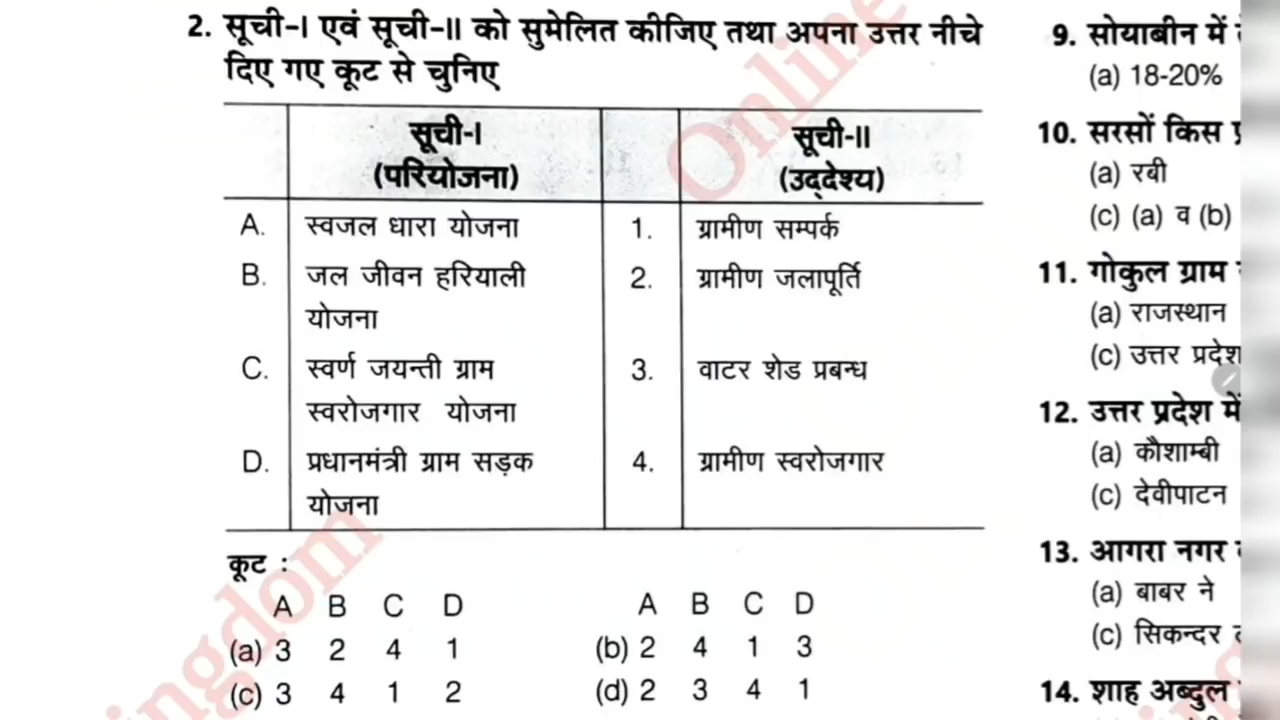 2. सूची-I एवं सूची-II को सुमेलित कीजिए तथा अपना उत्तर नीचे
दिए गए कूट से चुनिए
सूची-I सूची-II
(परियोजना) (उद्देश्य)
A. स्वजल धारा योजना 1. ग्रामीण सम्पर्क
B. जल जीवन हरियाली 2. ग्रामीण जलापूर्ति
योजना
C. स्वर्ण जयन्ती ग्राम 3. वाटर शेड प्रबन्ध
स्वरोजगार योजना
D. प्रधानमंत्री ग्राम सड़क 4. ग्रामीण स्वरोजगार
योजना
कूट :
A B C D A B C D
(a) 3 2 4 1 (b) 2 4 1 3
(c) 3 4 1 2 (d) 2 3 4 1
9. सोयाबीन में
(a) 18-20%
10. सरसों किस
(a) रबी
(c) (a) व (b)
11. गोकुल ग्राम
(a) राजस्थान
(c) उत्तर प्रदेश
12. उत्तर प्रदेश में
(a) कौशाम्बी
(c) देवीपाटन
13. आगरा नगर
(a) बाबर ने
(c) सिकन्दर
14. शाह अब्दुल
Online
ingdom